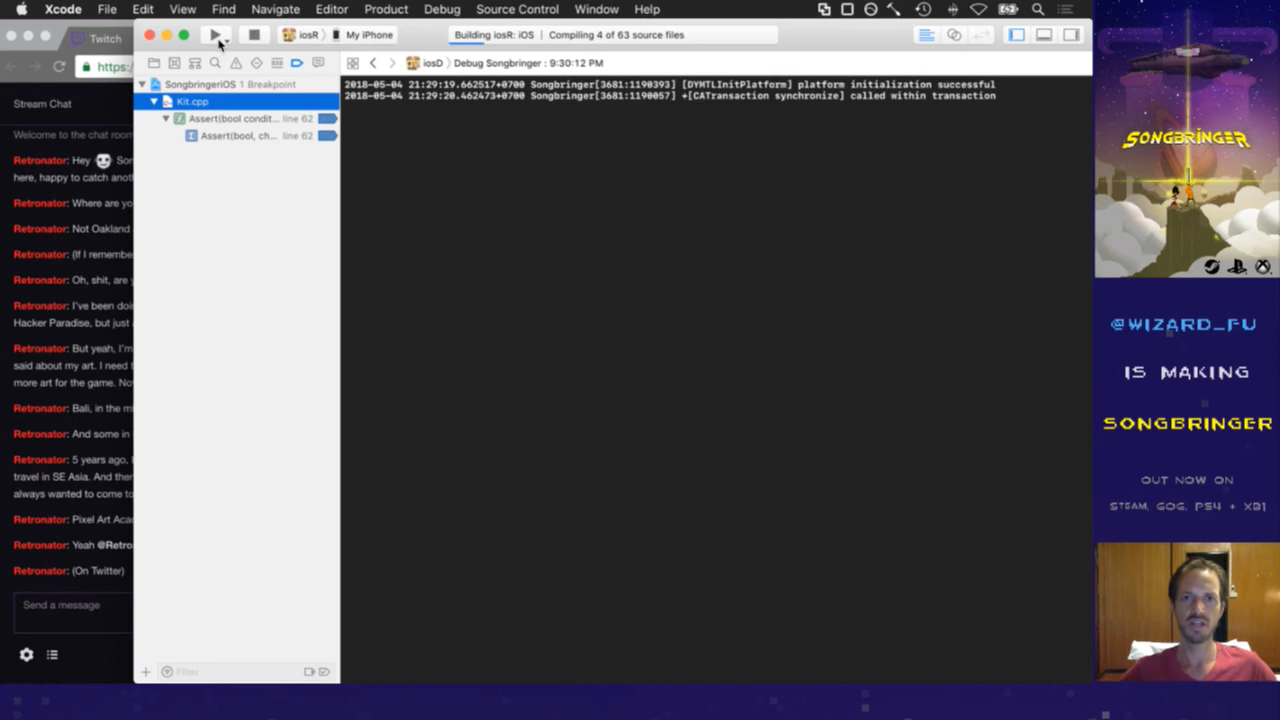 Xcode File Edit View Find Navigate Editor Product Debug Source Control Window Help
Twitch
https:
iosR
My iPhone
Building iosR: iOS
Compiling 4 of 63 source files
Stream Chat
Welcome to the chat room
Retronator: Hey
Son
here, happy to catch anoth
Retronator: Where are yo
Retronator: Not Oakland
Retronator: (If I remembe
Retronator: Oh, shit, are y
Retronator: I've been doin
Hacker Paradise, but just
Retronator: But yeah, I'm
said about my art. I need t
more art for the game. No
Retronator: Bali, in the m
Retronator: And some in
Retronator: 5 years ago,
travel in SE Asia. And ther
always wanted to come to
Retronator: Pixel Art Aca
Retronator: Yeah @Retro
Retronator: (On Twitter)
Send a message
SongbringeriOS 1 Breakpoint
Kit.cpp
Assert(bool condit... line 62
Assert(bool, ch... line 62
Filter
iosD
Debug Songbringer : 9:30:12 PM
2018-05-04 21:29:19.662517+0700 Songbringer[3681:1190393] [DYMTLInitPlatform] platform initialization successful
2018-05-04 21:29:20.462473+0700 Songbringer[3681:1190057] +[CATransaction synchronize] called within transaction
SONGBRINGER
@WIZARD_FU
IS MAKING
SONGBRINGER
OUT NOW ON
STEAM, GOG, PS4 + XB1